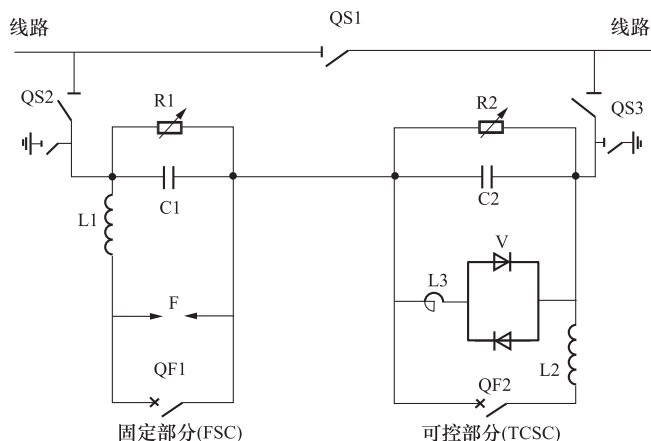 线路
QS1
线路
QS2
R1
R2
QS3
C1
C2
L1
V
F
L3
QF1
QF2
L2
固定部分(FSC)
可控部分(TCSC)